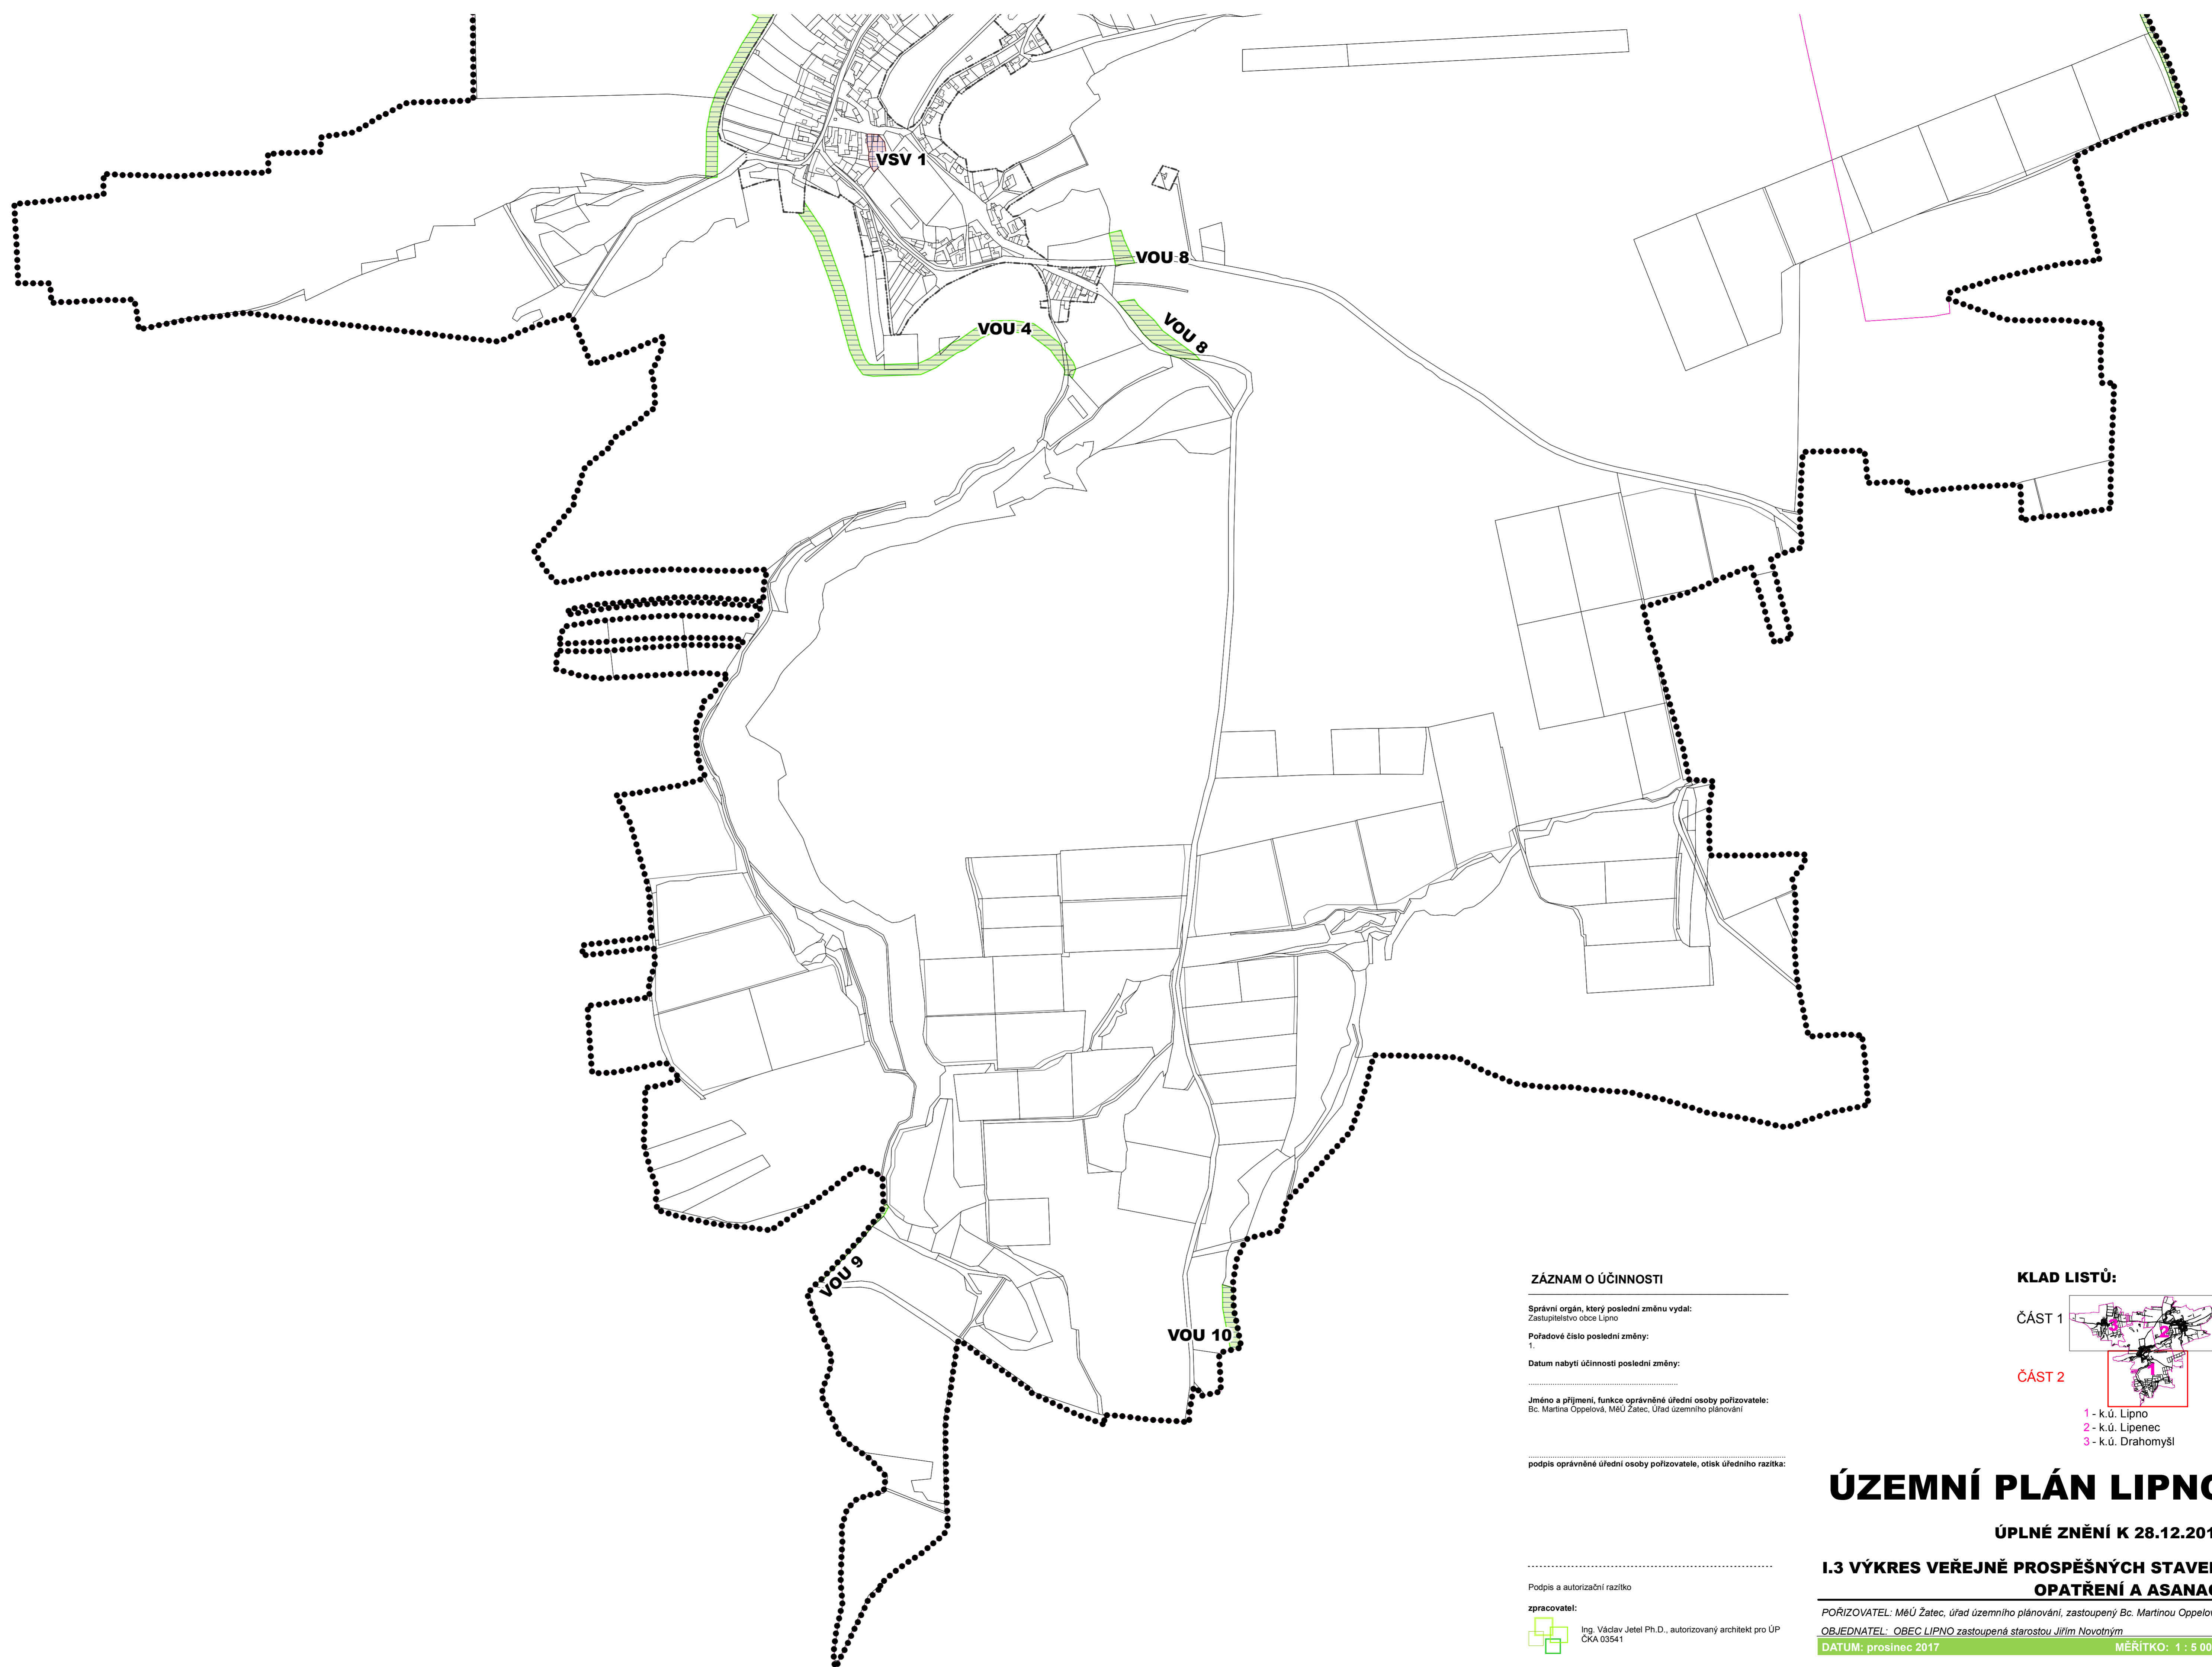 VSV 1
VOU 8
VOU 4
VOU 8
VOU 9
VOU 10
ZÁZNAM O ÚČINNOSTI
Správní orgán, který poslední změnu vydal:
Zastupitelstvo obce Lipno
Pořadové číslo poslední změny:
1.
Datum nabytí účinnosti poslední změny:
Jméno a příjmení, funkce oprávněné úřední osoby pořizovatele:
Bc. Martina Oppelová, MěÚ Žatec, Úřad územního plánování
podpis oprávněné úřední osoby pořizovatele, otisk úředního razítka:
Podpis a autorizační razítko
zpracovatel:
Ing. Václav Jetel Ph.D., autorizovaný architekt pro ÚP
ČKA 03541
KLAD LISTŮ:
ČÁST 1
3
2
1
ČÁST 2
1 - k.ú. Lipno
2 - k.ú. Lipenec
3 - k.ú. Drahomyšl
ÚZEMNÍ PLÁN LIPNO
ÚPLNÉ ZNĚNÍ K 28.12.201
I.3 VÝKRES VEŘEJNĚ PROSPĚŠNÝCH STAVEB
OPATŘENÍ A ASANAC
POŘIZOVATEL: MěÚ Žatec, úřad územního plánování, zastoupený Bc. Martinou Oppelov
OBJEDNATEL: OBEC LIPNO zastoupená starostou Jiřím Novotným
DATUM: prosinec 2017
MĚŘÍTKO: 1 : 5 00